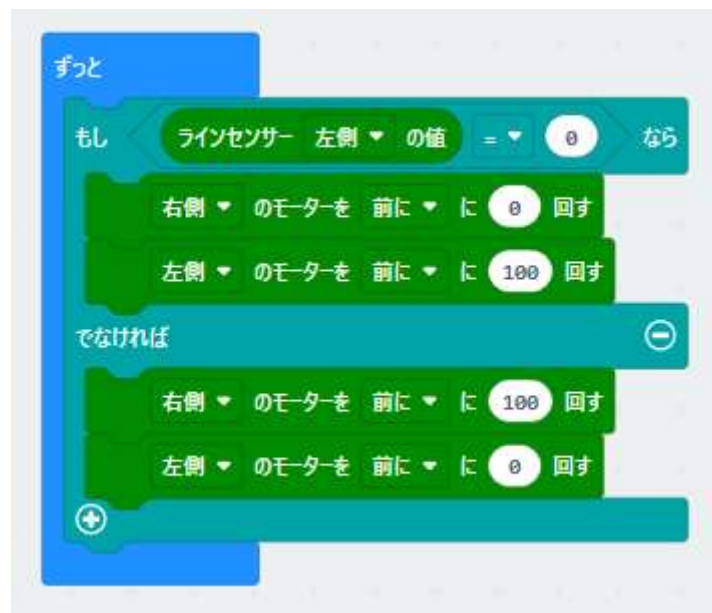 ずっと
もし ラインセンサー 左側 の値 = 0 なら
右側 のモーターを 前に に 0 回す
左側 のモーターを 前に に 100 回す
でなければ
右側 のモーターを 前に に 100 回す
左側 のモーターを 前に に 0 回す